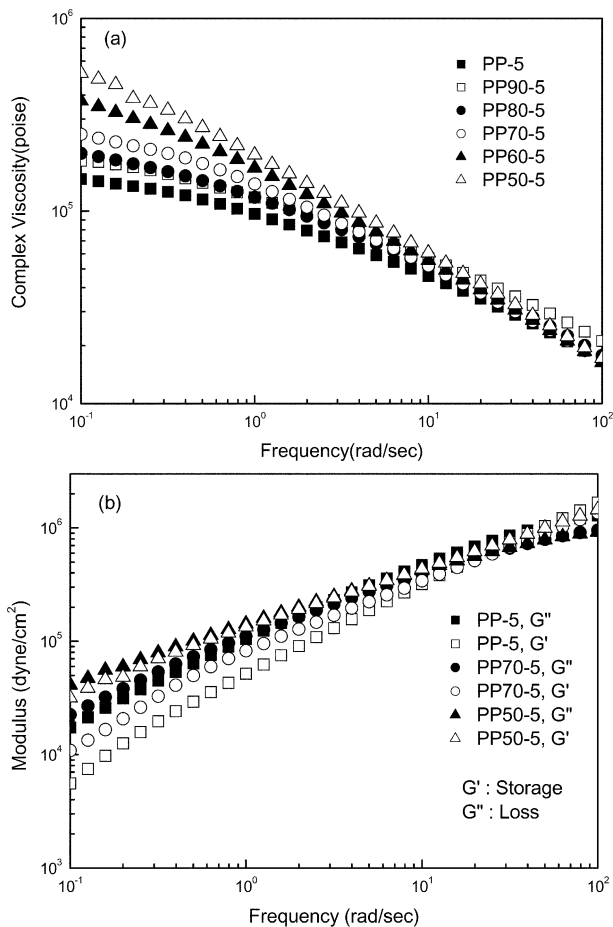 (a)
10^6
10^5
10^4
Complex Viscosity(poise)
PP-5
PP90-5
PP80-5
PP70-5
PP60-5
PP50-5
10^-1
10^0
10^1
10^2
Frequency(rad/sec)
(b)
10^6
10^5
10^4
10^3
Modulus (dyne/cm^2)
PP-5, G"
PP-5, G'
PP70-5, G"
PP70-5, G'
PP50-5, G"
PP50-5, G'
G' : Storage
G" : Loss
10^-1
10^0
10^1
10^2
Frequency (rad/sec)